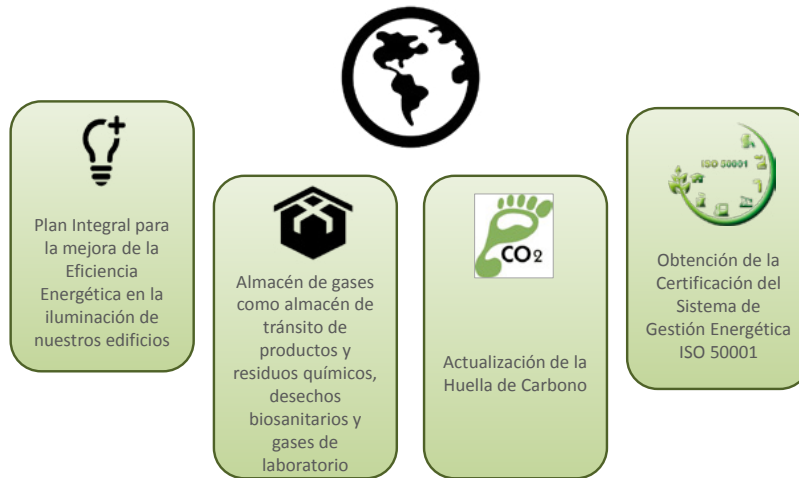 Plan Integral para
la mejora de la
Eficiencia
Energética en la
iluminación de
nuestros edificios
Almacén de gases
como almacén de
tránsito de
productos y
residuos químicos,
desechos
biosanitarios y
gases de
laboratorio
CO2
Actualización de la
Huella de Carbono
ISO 50001
Obtención de la
Certificación del
Sistema de
Gestión Energética
ISO 50001